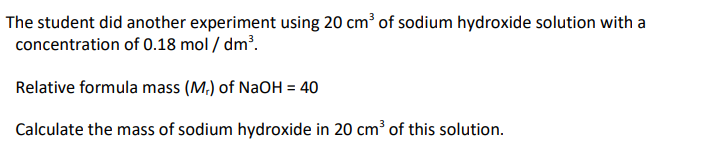 The student did another experiment using 20 cm³ of sodium hydroxide solution with a
concentration of 0.18 mol / dm³.
Relative formula mass (Mᵣ) of NaOH = 40
Calculate the mass of sodium hydroxide in 20 cm³ of this solution.